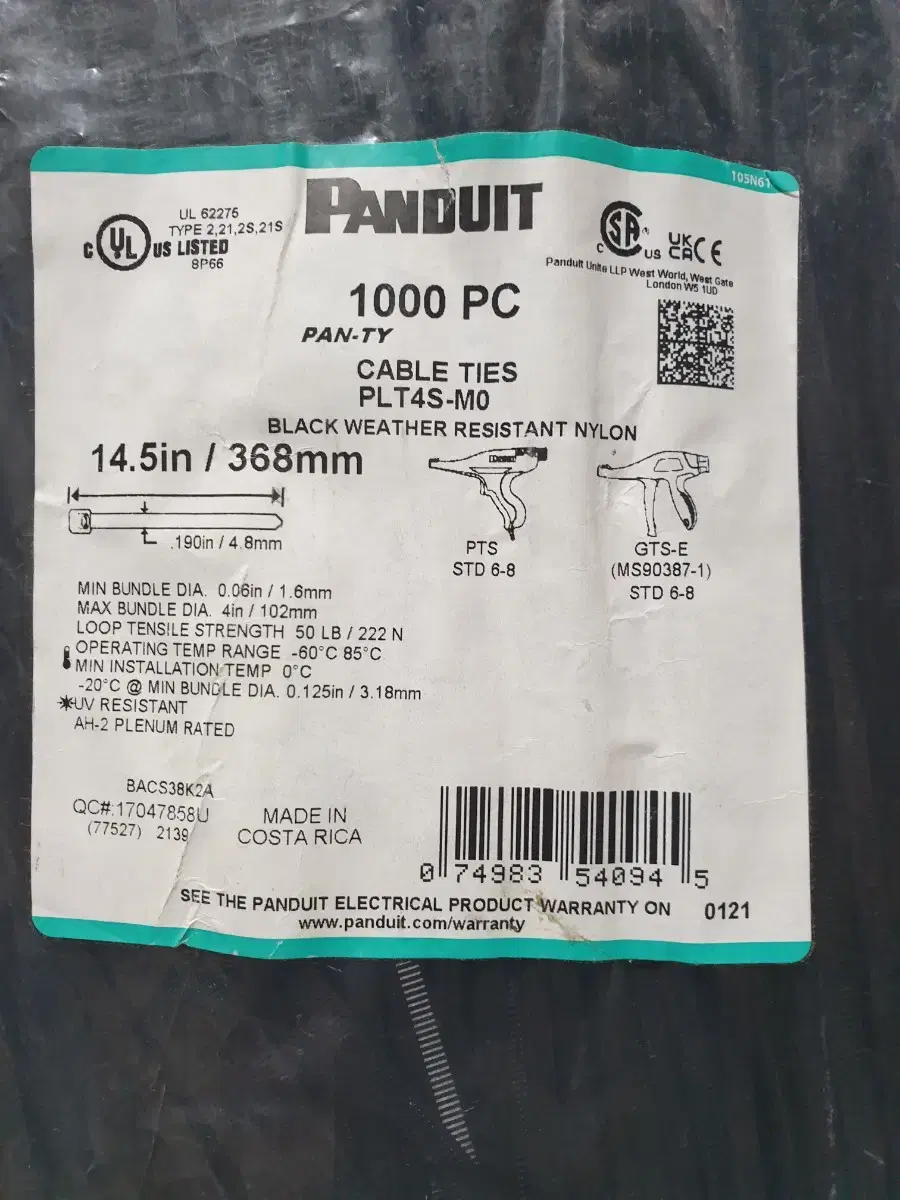 105N61
PANDUIT
UL 62275
TYPE 2,21,2S,21S
C UL US LISTED
8P66
C SA US UK CA CE
Panduit Unite LLP West World, West Gate
London W5 1UD
1000 PC
PAN-TY
CABLE TIES
PLT4S-M0
BLACK WEATHER RESISTANT NYLON
14.5in / 368mm
.190in / 4.8mm
PANDUIT
PTS
STD 6-8
GTS-E
(MS90387-1)
STD 6-8
MIN BUNDLE DIA. 0.06in / 1.6mm
MAX BUNDLE DIA. 4in / 102mm
LOOP TENSILE STRENGTH 50 LB / 222 N
OPERATING TEMP RANGE -60°C 85°C
MIN INSTALLATION TEMP 0°C
-20°C @ MIN BUNDLE DIA. 0.125in / 3.18mm
UV RESISTANT
AH-2 PLENUM RATED
BACS38K2A
QC#:17047858U
(77527) 2139
MADE IN
COSTA RICA
0 74983 54094 5
SEE THE PANDUIT ELECTRICAL PRODUCT WARRANTY ON
www.panduit.com/warranty
0121